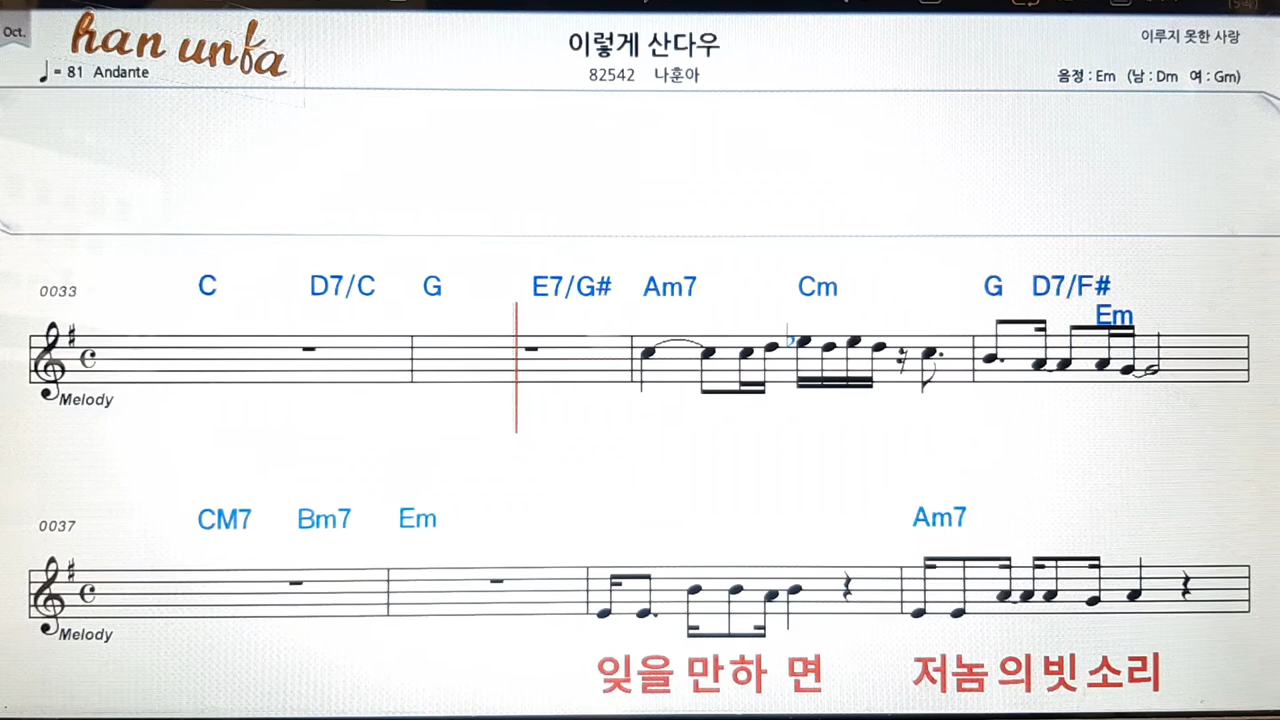 Oct.
han unfa
= 81 Andante
이렇게 산다우
82542 나훈아
이루지 못한 사랑
음정 : Em (남 : Dm 여 : Gm)
0033
C D7/C G E7/G# Am7 Cm G D7/F# Em
Melody
0037
CM7 Bm7 Em Am7
Melody
잊을 만하 면 저놈 의 빗 소리